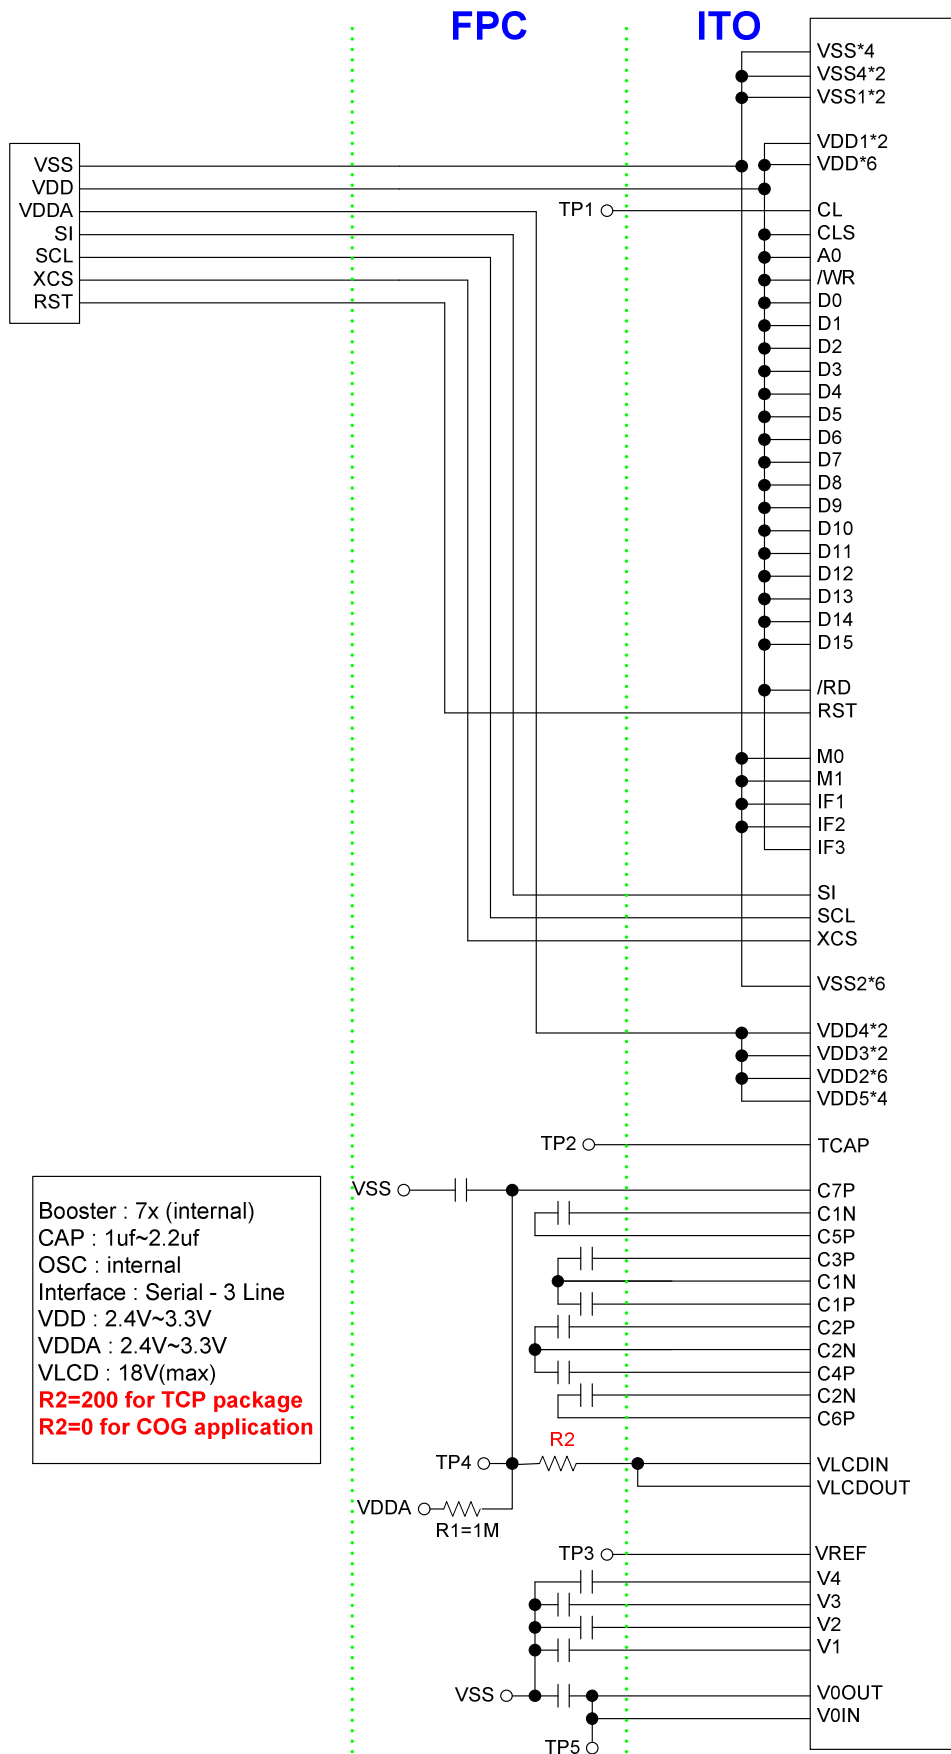 FPC
ITO
VSS*4
VSS4*2
VSS1*2
VDD1*2
VDD*6
VSS
VDD
VDDA
SI
SCL
XCS
RST
TP1
CL
CLS
A0
/WR
D0
D1
D2
D3
D4
D5
D6
D7
D8
D9
D10
D11
D12
D13
D14
D15
/RD
RST
M0
M1
IF1
IF2
IF3
SI
SCL
XCS
VSS2*6
VDD4*2
VDD3*2
VDD2*6
VDD5*4
TP2
TCAP
VSS
C7P
C1N
C5P
C3P
C1N
C1P
C2P
C2N
C4P
C2N
C6P
Booster : 7x (internal)
CAP : 1uf~2.2uf
OSC : internal
Interface : Serial - 3 Line
VDD : 2.4V~3.3V
VDDA : 2.4V~3.3V
VLCD : 18V(max)
R2=200 for TCP package
R2=0 for COG application
R2
TP4
VLCDIN
VLCDOUT
VDDA
R1=1M
TP3
VREF
V4
V3
V2
V1
VSS
V0OUT
V0IN
TP5